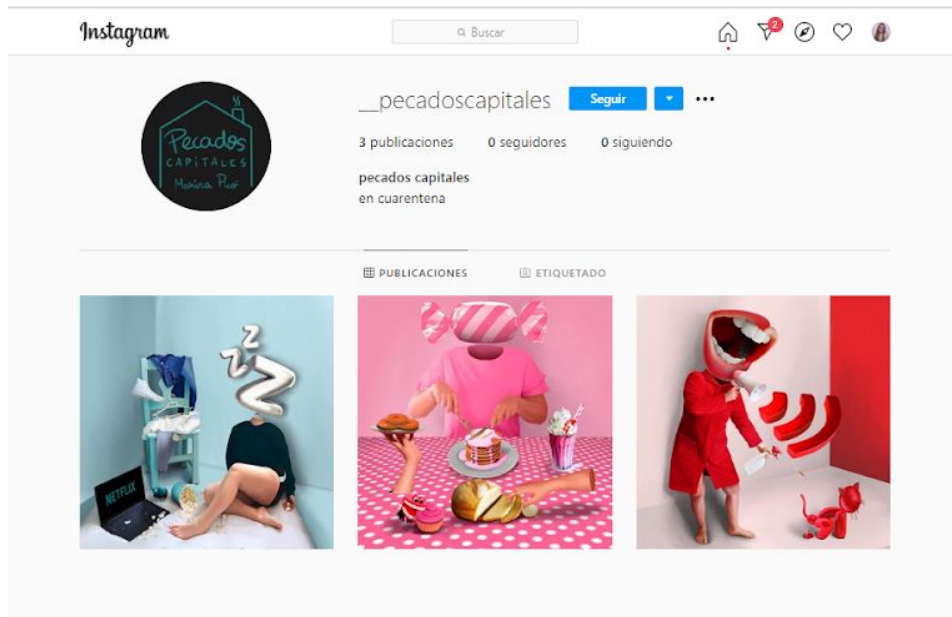 Instagram
Buscar
2
__pecadoscapitales
Seguir
3 publicaciones 0 seguidores 0 siguiendo
pecados capitales
en cuarentena
Pecados
CAPITALES
Marina Picó
PUBLICACIONES
ETIQUETADO
Z
Z
Z
Z
NETFLIX